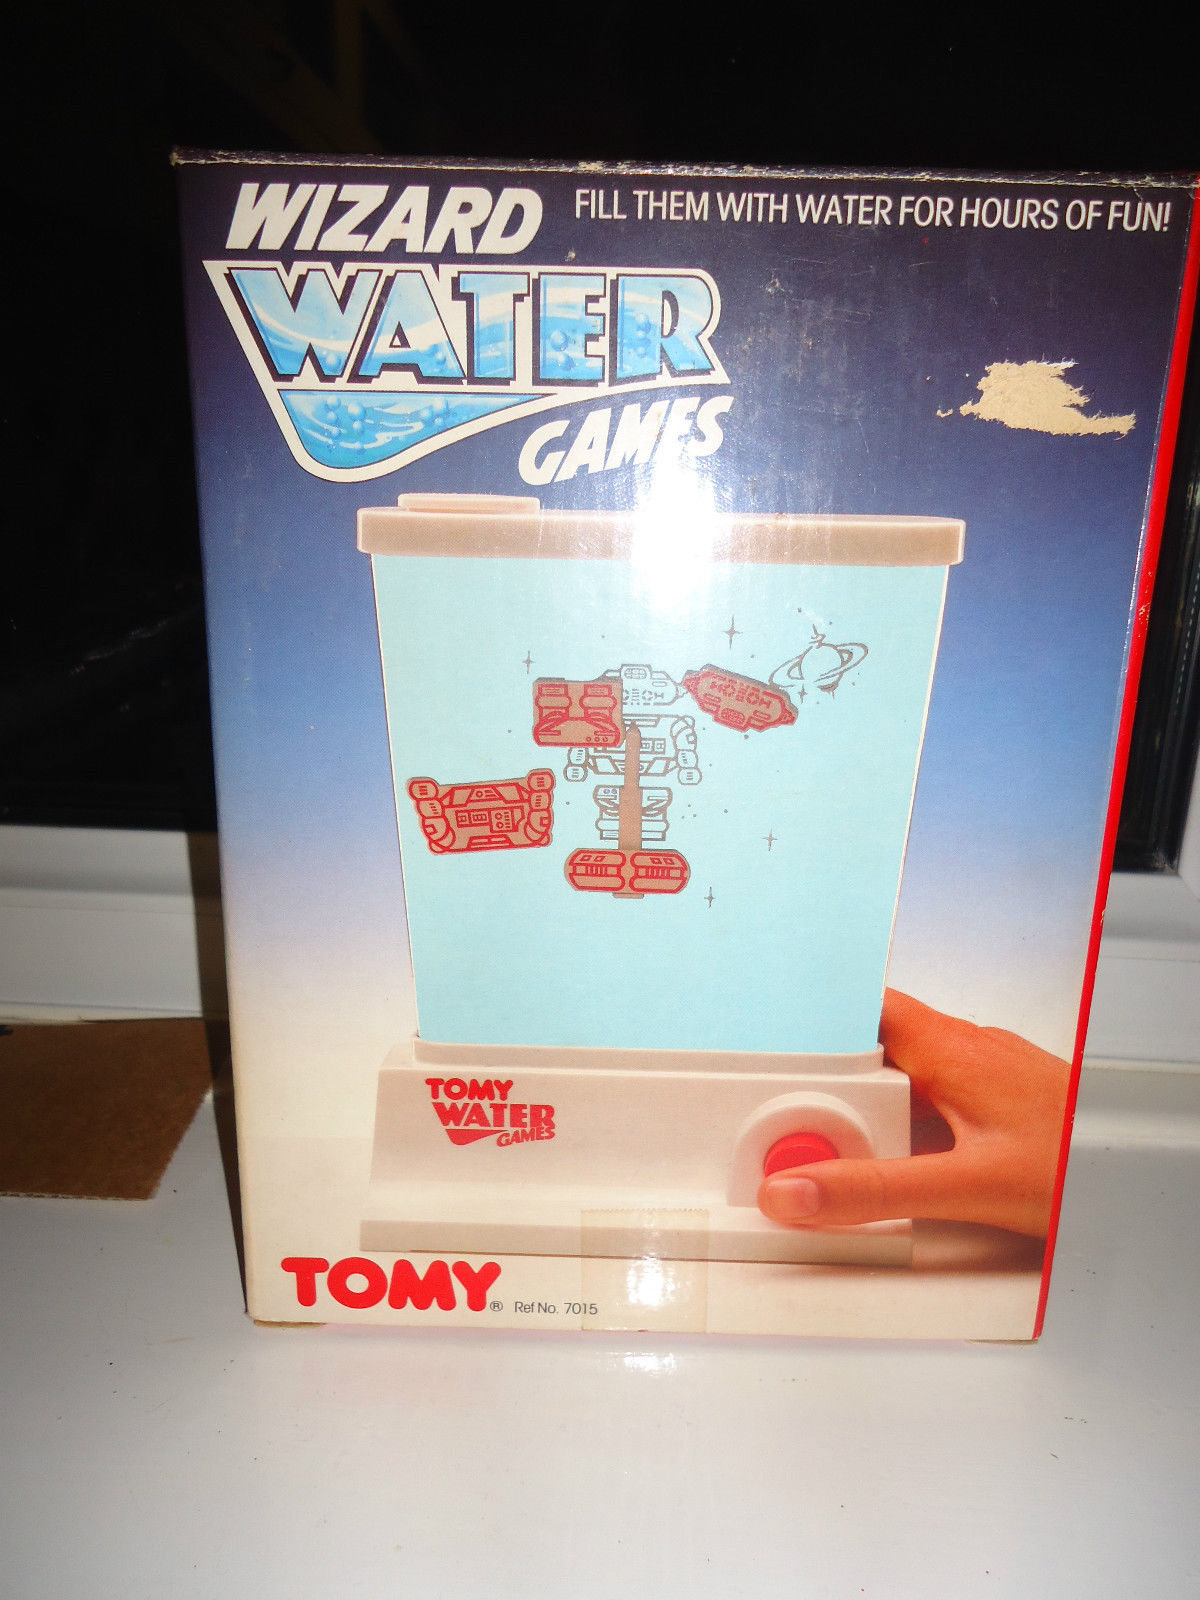 WIZARD
FILL THEM WITH WATER FOR HOURS OF FUN!
WATER
GAMES
TOMY
WATER
GAMES
TOMY® Ref No. 7015